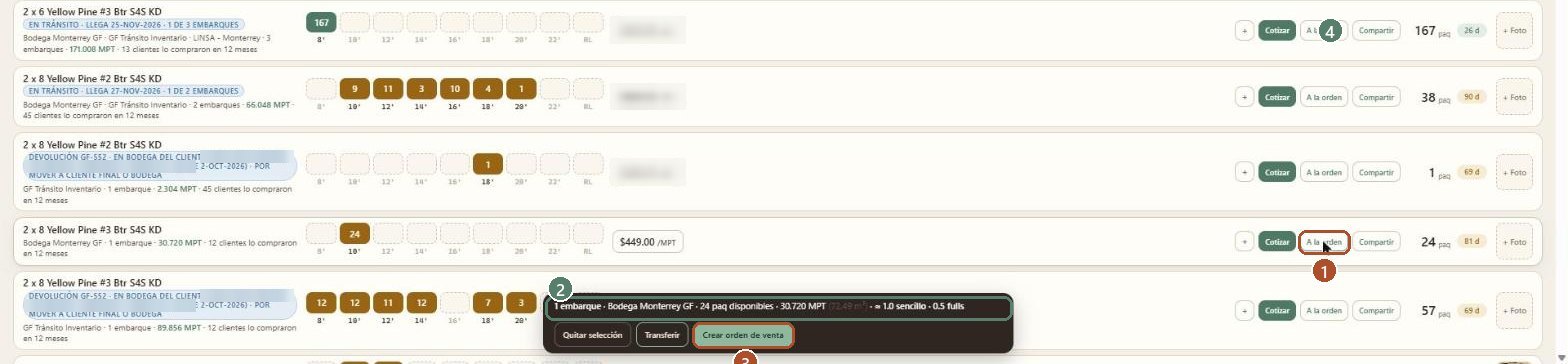 2 x 6 Yellow Pine #3 Btr S4S KD
EN TRÁNSITO · LLEGA 25-NOV-2026 · 1 DE 3 EMBARQUES
Bodega Monterrey GF · GF Tránsito Inventario · LINSA - Monterrey · 3
embarques · 171.008 MPT · 13 clientes lo compraron en 12 meses
167
8' 10' 12' 14' 16' 18' 20' 22' RL
+ Cotizar A la 4 Compartir 167 paq 26 d + Foto
2 x 8 Yellow Pine #2 Btr S4S KD
EN TRÁNSITO · LLEGA 27-NOV-2026 · 1 DE 2 EMBARQUES
Bodega Monterrey GF · GF Tránsito Inventario · 2 embarques · 66.048 MPT ·
45 clientes lo compraron en 12 meses
9 11 3 10 4 1
8' 10' 12' 14' 16' 18' 20' 22' RL
+ Cotizar A la orden Compartir 38 paq 90 d + Foto
2 x 8 Yellow Pine #2 Btr S4S KD
DEVOLUCIÓN GF-552 · EN BODEGA DEL CLIENT
2-OCT-2026) · POR
MOVER A CLIENTE FINAL O BODEGA
GF Tránsito Inventario · 1 embarque · 2.304 MPT · 45 clientes lo compraron
en 12 meses
1
8' 10' 12' 14' 16' 18' 20' 22' RL
+ Cotizar A la orden Compartir 1 paq 69 d + Foto
2 x 8 Yellow Pine #3 Btr S4S KD
Bodega Monterrey GF · 1 embarque · 30.720 MPT · 12 clientes lo compraron
en 12 meses
24
8' 10' 12' 14' 16' 18' 20' 22' RL
$449.00 /MPT
+ Cotizar A la orden Compartir 24 paq 81 d + Foto
1
2 x 8 Yellow Pine #3 Btr S4S KD
DEVOLUCIÓN GF-552 · EN BODEGA DEL CLIENT
2-OCT-2026) · POR
MOVER A CLIENTE FINAL O BODEGA
GF Tránsito Inventario · 1 embarque · 89.856 MPT · 12 clientes lo compraron
en 12 meses
12 12 11 12 7 3
8' 10' 12' 14' 16' 18' 20'
+ Cotizar A la orden Compartir 57 paq 69 d + Foto
2
1 embarque · Bodega Monterrey GF · 24 paq disponibles · 30.720 MPT (72.49 m³) · ≈ 1.0 sencillo · 0.5 fulls
Quitar selección Transferir Crear orden de venta
3